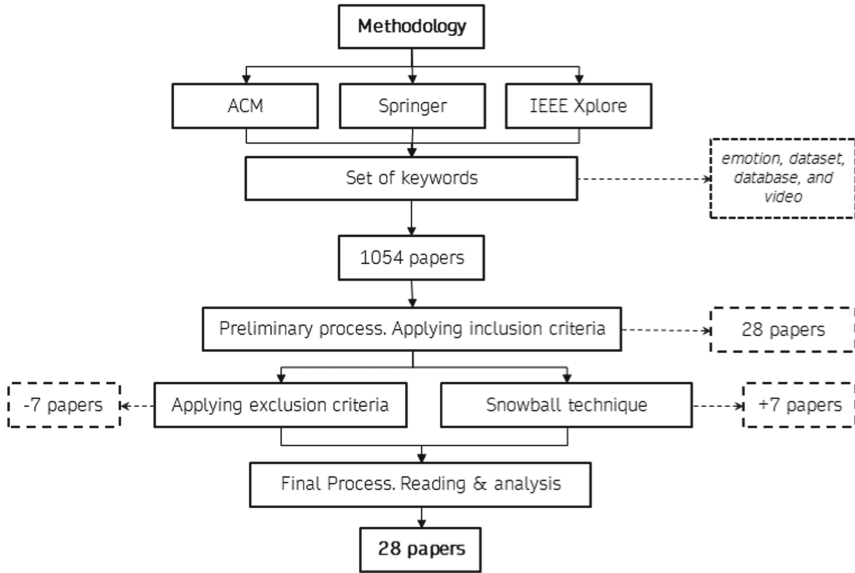 Methodology
ACM
Springer
IEEE Xplore
Set of keywords
emotion, dataset,
database, and
video
1054 papers
Preliminary process. Applying inclusion criteria
28 papers
-7 papers
Applying exclusion criteria
Snowball technique
+7 papers
Final Process. Reading & analysis
28 papers